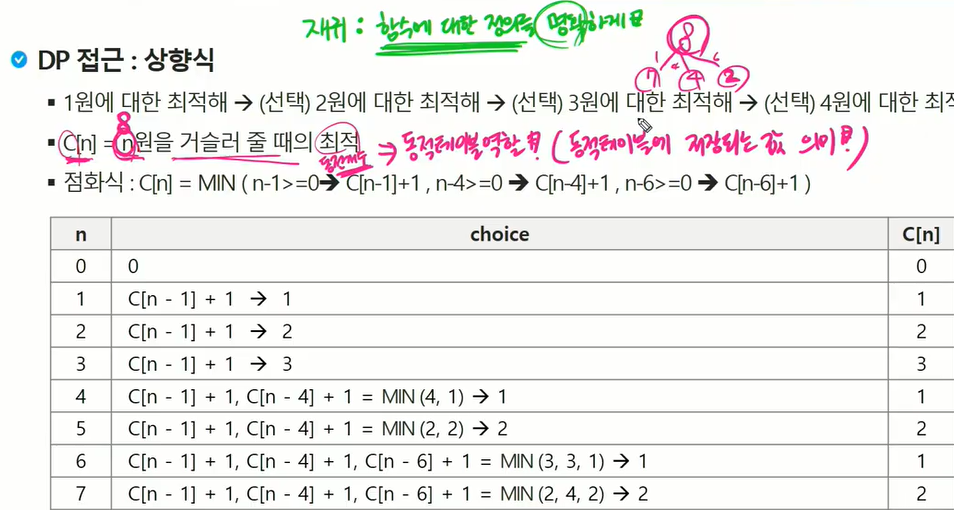 재귀 : 함수에 대한 정의를 명확하게!
DP 접근 : 상향식
8
1 4 6
7 4 2
▪ 1원에 대한 최적해 → (선택) 2원에 대한 최적해 → (선택) 3원에 대한 최적해 → (선택) 4원에 대한 최적
8
▪ C[n] = n원을 거슬러 줄 때의 최적 → 동적테이블 역할! (동적테이블에 저장되는 값 의미!)
▪ 점화식 : C[n] = MIN ( n-1>=0➔ C[n-1]+1 , n-4>=0 ➔ C[n-4]+1 , n-6>=0 ➔ C[n-6]+1 )
n choice C[n]
0 0 0
1 C[n - 1] + 1 → 1 1
2 C[n - 1] + 1 → 2 2
3 C[n - 1] + 1 → 3 3
4 C[n - 1] + 1, C[n - 4] + 1 = MIN (4, 1) → 1 1
5 C[n - 1] + 1, C[n - 4] + 1 = MIN (2, 2) → 2 2
6 C[n - 1] + 1, C[n - 4] + 1, C[n - 6] + 1 = MIN (3, 3, 1) → 1 1
7 C[n - 1] + 1, C[n - 4] + 1, C[n - 6] + 1 = MIN (2, 4, 2) → 2 2